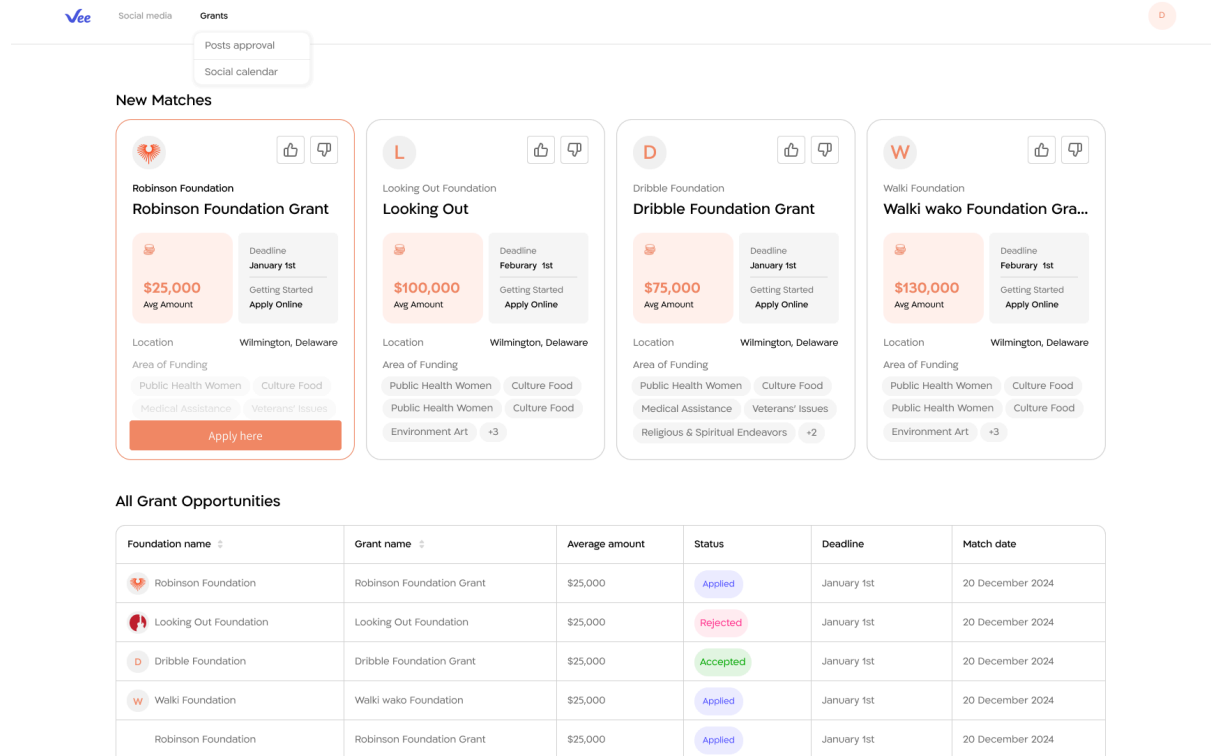 Vee Social media Grants D
Posts approval
Social calendar
New Matches
Robinson Foundation
Robinson Foundation Grant
$25,000
Avg Amount
Deadline
January 1st
Getting Started
Apply Online
Location Wilmington, Delaware
Area of Funding
Public Health Women Culture Food
Medical Assistance Veterans' Issues
Apply here
L
Looking Out Foundation
Looking Out
$100,000
Avg Amount
Deadline
Feburary 1st
Getting Started
Apply Online
Location Wilmington, Delaware
Area of Funding
Public Health Women Culture Food
Public Health Women Culture Food
Environment Art +3
D
Dribble Foundation
Dribble Foundation Grant
$75,000
Avg Amount
Deadline
January 1st
Getting Started
Apply Online
Location Wilmington, Delaware
Area of Funding
Public Health Women Culture Food
Medical Assistance Veterans' Issues
Religious & Spiritual Endeavors +2
W
Walki Foundation
Walki wako Foundation Gra...
$130,000
Avg Amount
Deadline
Feburary 1st
Getting Started
Apply Online
Location Wilmington, Delaware
Area of Funding
Public Health Women Culture Food
Public Health Women Culture Food
Environment Art +3
All Grant Opportunities
Foundation name Grant name Average amount Status Deadline Match date
Robinson Foundation Robinson Foundation Grant $25,000 Applied January 1st 20 December 2024
Looking Out Foundation Looking Out Foundation $25,000 Rejected January 1st 20 December 2024
D Dribble Foundation Dribble Foundation Grant $25,000 Accepted January 1st 20 December 2024
W Walki Foundation Walki wako Foundation $25,000 Applied January 1st 20 December 2024
Robinson Foundation Robinson Foundation Grant $25,000 Applied January 1st 20 December 2024